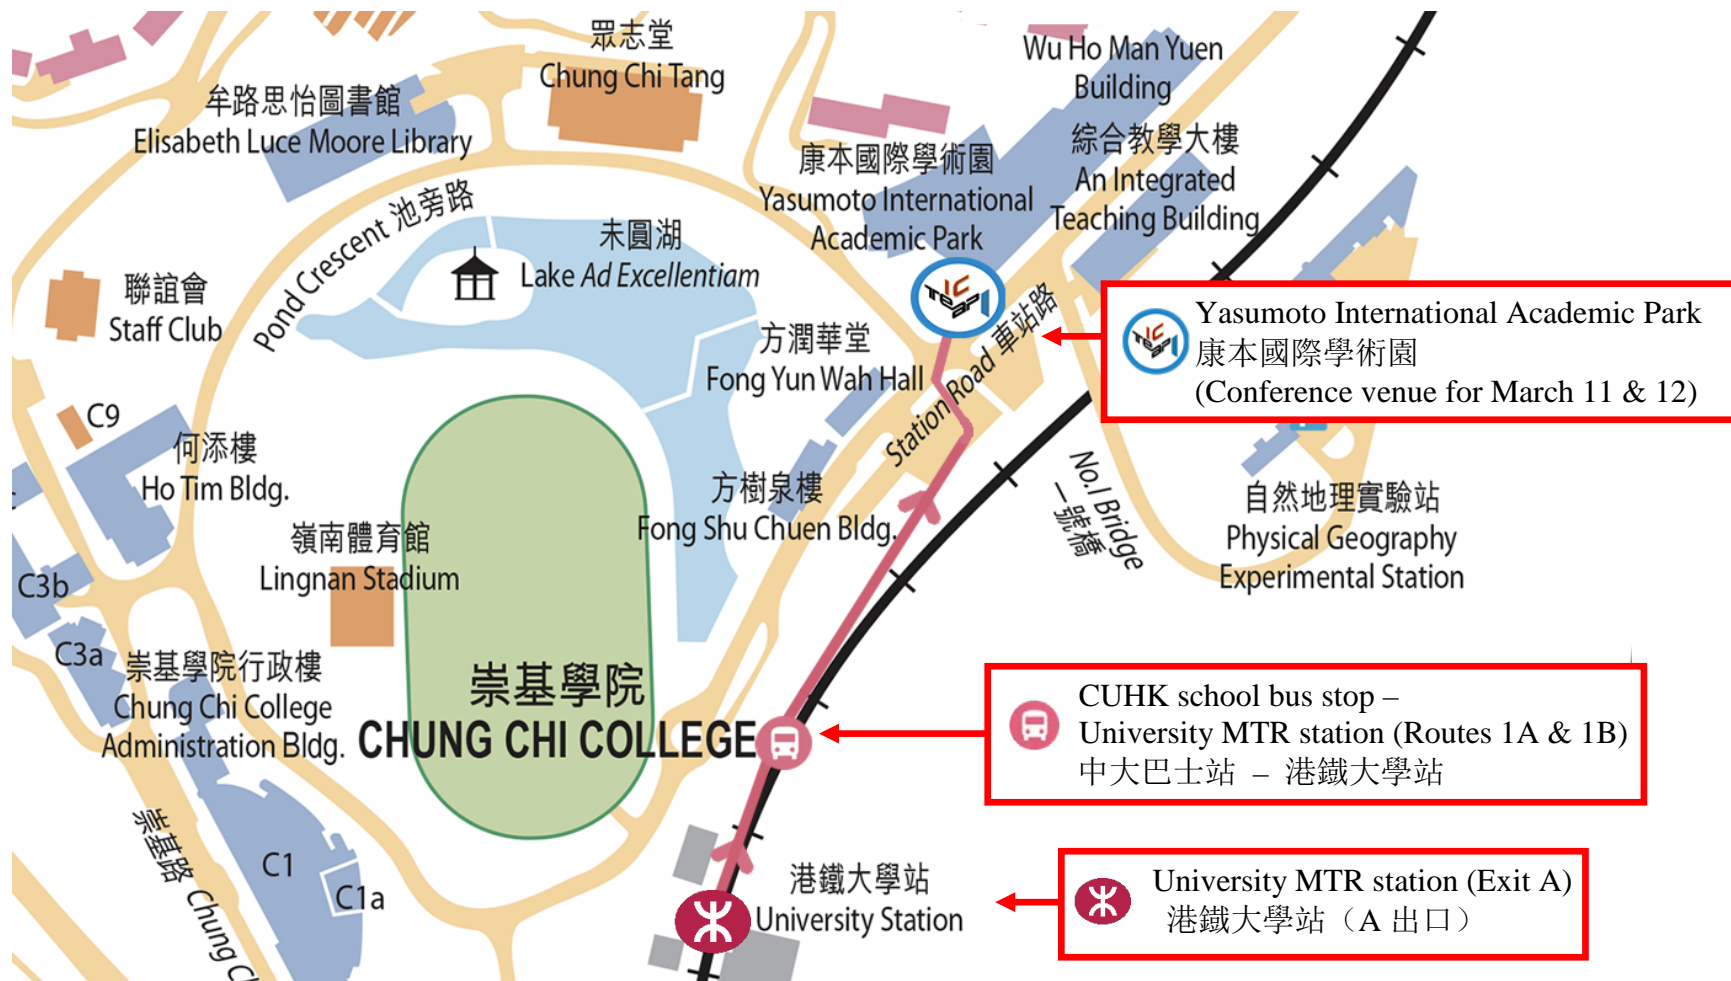 眾志堂
Chung Chi Tang
Wu Ho Man Yuen
Building
牟路思怡圖書館
Elisabeth Luce Moore Library
康本國際學術園
Yasumoto International
Academic Park
綜合教學大樓
An Integrated
Teaching Building
Pond Crescent 池旁路
未圓湖
Lake Ad Excellentiam
聯誼會
Staff Club
IC
TEAPI
Station Road 車站路
方潤華堂
Fong Yun Wah Hall
IC
TEAPI
Yasumoto International Academic Park
康本國際學術園
(Conference venue for March 11 & 12)
C9
何添樓
Ho Tim Bldg.
方樹泉樓
Fong Shu Chuen Bldg.
No.1 Bridge
一號橋
自然地理實驗站
Physical Geography
Experimental Station
嶺南體育館
Lingnan Stadium
C3b
C3a
崇基學院行政樓
Chung Chi College
Administration Bldg.
崇基學院
CHUNG CHI COLLEGE
CUHK school bus stop –
University MTR station (Routes 1A & 1B)
中大巴士站 – 港鐵大學站
崇基路 Chung Ch
C1
C1a
港鐵大學站
University Station
University MTR station (Exit A)
港鐵大學站（A 出口）